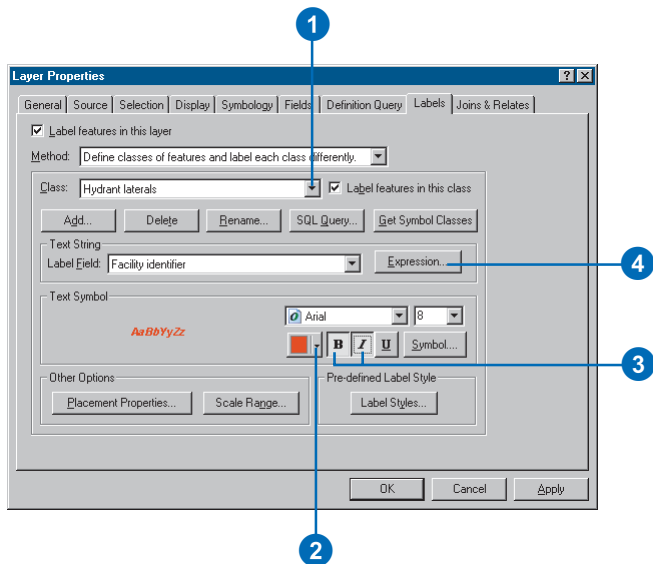 1
Layer Properties
General Source Selection Display Symbology Fields Definition Query Labels Joins & Relates
Label features in this layer
Method: Define classes of features and label each class differently.
Class: Hydrant laterals Label features in this class
Add... Delete Rename... SQL Query... Get Symbol Classes
Text String
Label Field: Facility identifier Expression... 4
Text Symbol
AaBbYyZz
O Arial 8
B I U Symbol....
3
Other Options
Placement Properties... Scale Range...
Pre-defined Label Style
Label Styles...
OK Cancel Apply
2